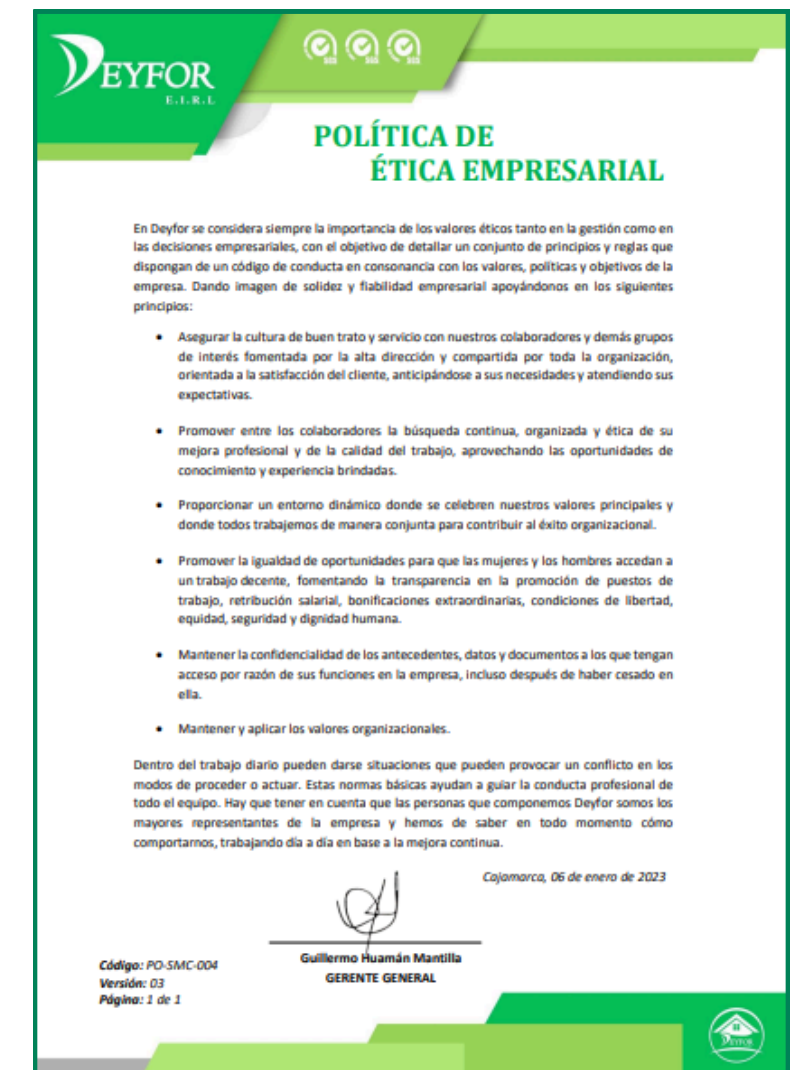 DEYFOR
E.I.R.L
SGS SGS SGS
POLÍTICA DE
ÉTICA EMPRESARIAL
En Deyfor se considera siempre la importancia de los valores éticos tanto en la gestión como en
las decisiones empresariales, con el objetivo de detallar un conjunto de principios y reglas que
dispongan de un código de conducta en consonancia con los valores, políticas y objetivos de la
empresa. Dando imagen de solidez y fiabilidad empresarial apoyándonos en los siguientes
principios:
• Asegurar la cultura de buen trato y servicio con nuestros colaboradores y demás grupos
de interés fomentada por la alta dirección y compartida por toda la organización,
orientada a la satisfacción del cliente, anticipándose a sus necesidades y atendiendo sus
expectativas.
• Promover entre los colaboradores la búsqueda continua, organizada y ética de su
mejora profesional y de la calidad del trabajo, aprovechando las oportunidades de
conocimiento y experiencia brindadas.
• Proporcionar un entorno dinámico donde se celebren nuestros valores principales y
donde todos trabajemos de manera conjunta para contribuir al éxito organizacional.
• Promover la igualdad de oportunidades para que las mujeres y los hombres accedan a
un trabajo decente, fomentando la transparencia en la promoción de puestos de
trabajo, retribución salarial, bonificaciones extraordinarias, condiciones de libertad,
equidad, seguridad y dignidad humana.
• Mantener la confidencialidad de los antecedentes, datos y documentos a los que tengan
acceso por razón de sus funciones en la empresa, incluso después de haber cesado en
ella.
• Mantener y aplicar los valores organizacionales.
Dentro del trabajo diario pueden darse situaciones que pueden provocar un conflicto en los
modos de proceder o actuar. Estas normas básicas ayudan a guiar la conducta profesional de
todo el equipo. Hay que tener en cuenta que las personas que componemos Deyfor somos los
mayores representantes de la empresa y hemos de saber en todo momento cómo
comportarnos, trabajando día a día en base a la mejora continua.
Cajamarca, 06 de enero de 2023
Guillermo Huamán Mantilla
GERENTE GENERAL
Código: PO-SMC-004
Versión: 03
Página: 1 de 1
DEYFOR